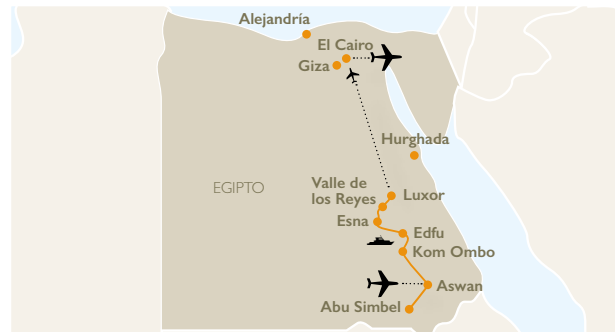 Alejandría
El Cairo
Giza
Hurghada
EGIPTO
Valle de
los Reyes
Luxor
Esna
Edfu
Kom Ombo
Aswan
Abu Simbel